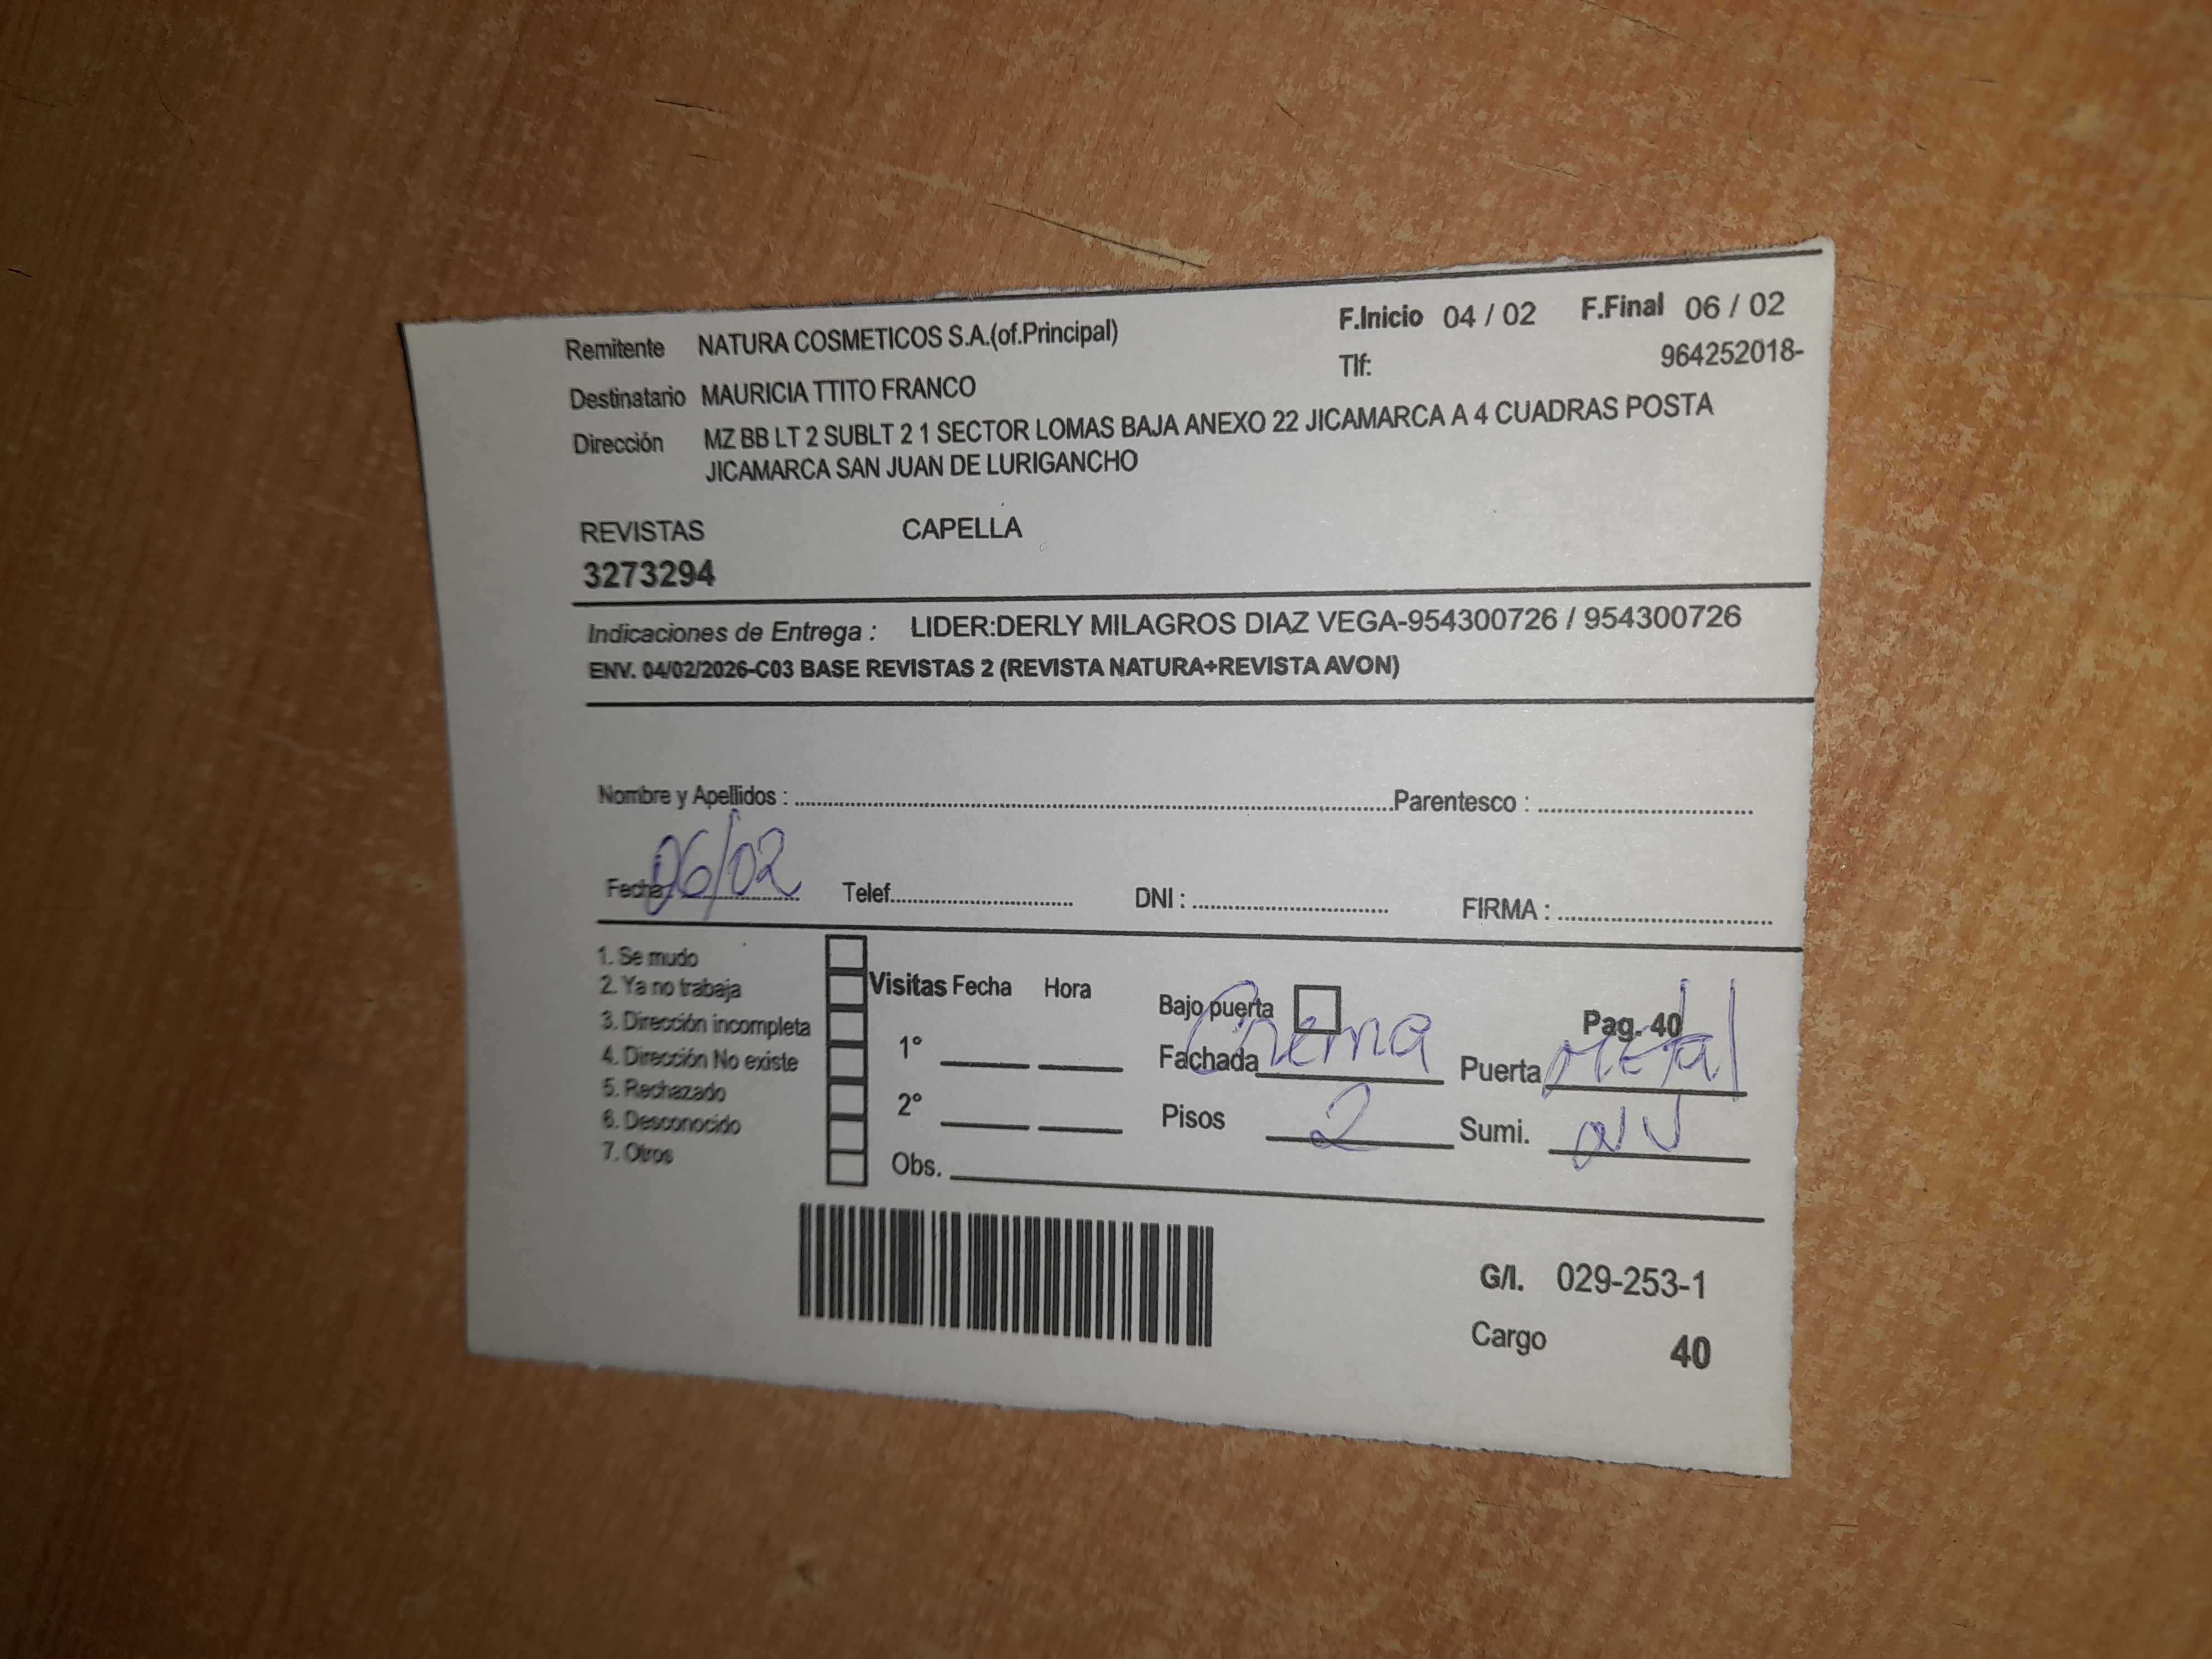 Remitente NATURA COSMETICOS S.A.(of.Principal) F.Inicio 04 / 02 F.Final 06 / 02
Tlf: 964252018-
Destinatario MAURICIA TTITO FRANCO
Dirección MZ BB LT 2 SUBLT 2 1 SECTOR LOMAS BAJA ANEXO 22 JICAMARCA A 4 CUADRAS POSTA
JICAMARCA SAN JUAN DE LURIGANCHO
REVISTAS CAPELLA
3273294
Indicaciones de Entrega : LIDER:DERLY MILAGROS DIAZ VEGA-954300726 / 954300726
ENV. 04/02/2026-C03 BASE REVISTAS 2 (REVISTA NATURA+REVISTA AVON)
Nombre y Apellidos : Parentesco :
Fecha: 06/02 Telef. DNI : FIRMA :
1. Se mudo
2. Ya no trabaja
3. Dirección incompleta
4. Dirección No existe
5. Rechazado
6. Desconocido
7. Otros
Visitas Fecha Hora
1°
2°
Obs.
Bajo puerta Pag. 40
Fachada Crema Puerta Metal
Pisos 2 Sumi.
G/I. 029-253-1
Cargo 40